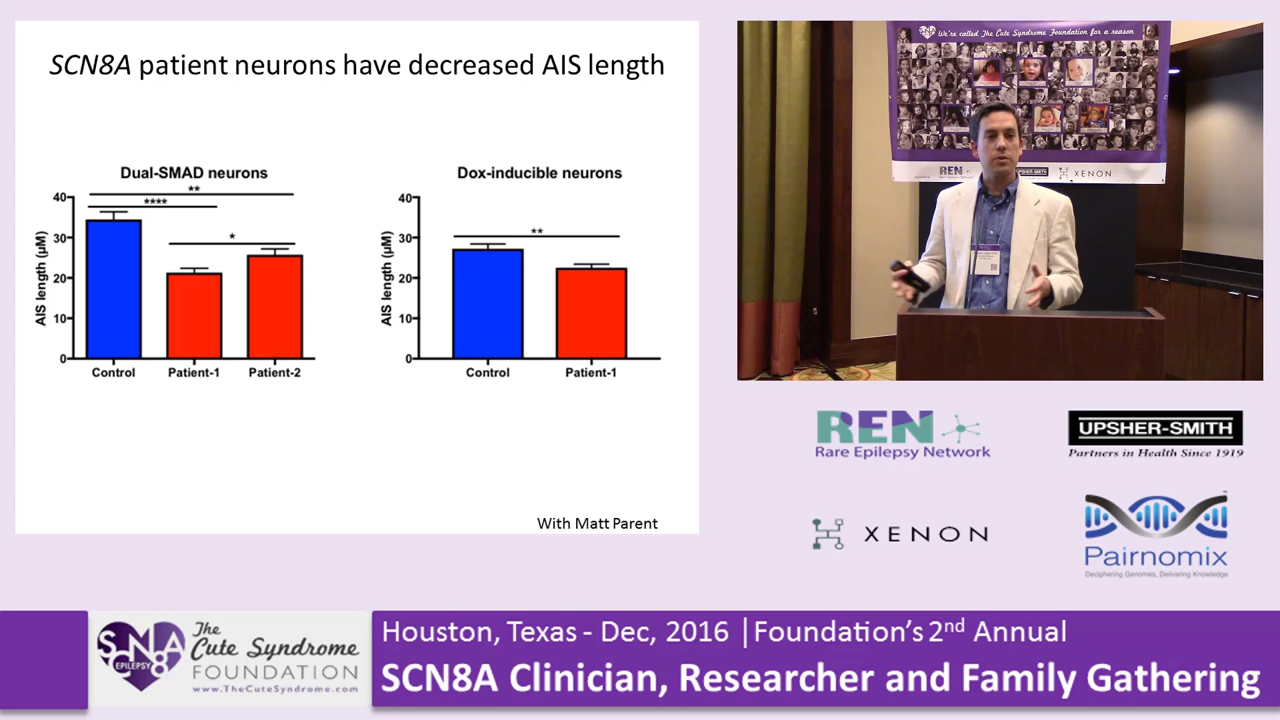 SCN8A patient neurons have decreased AIS length
Dual-SMAD neurons
AIS length (µM)
40
30
20
10
0
**
****
*
Control
Patient-1
Patient-2
Dox-inducible neurons
AIS length (µM)
40
30
20
10
0
**
Control
Patient-1
With Matt Parent
We're called The Cute Syndrome Foundation for a reason
REN
UPSHER-SMITH
XENON
REN
Rare Epilepsy Network
UPSHER-SMITH
Partners in Health Since 1919
XENON
Pairnomix
Deciphering Genomes, Delivering Knowledge
SCN8A
EPILEPSY
The
Cute Syndrome
FOUNDATION
www.TheCuteSyndrome.com
Houston, Texas - Dec, 2016 | Foundation's 2nd Annual
SCN8A Clinician, Researcher and Family Gathering